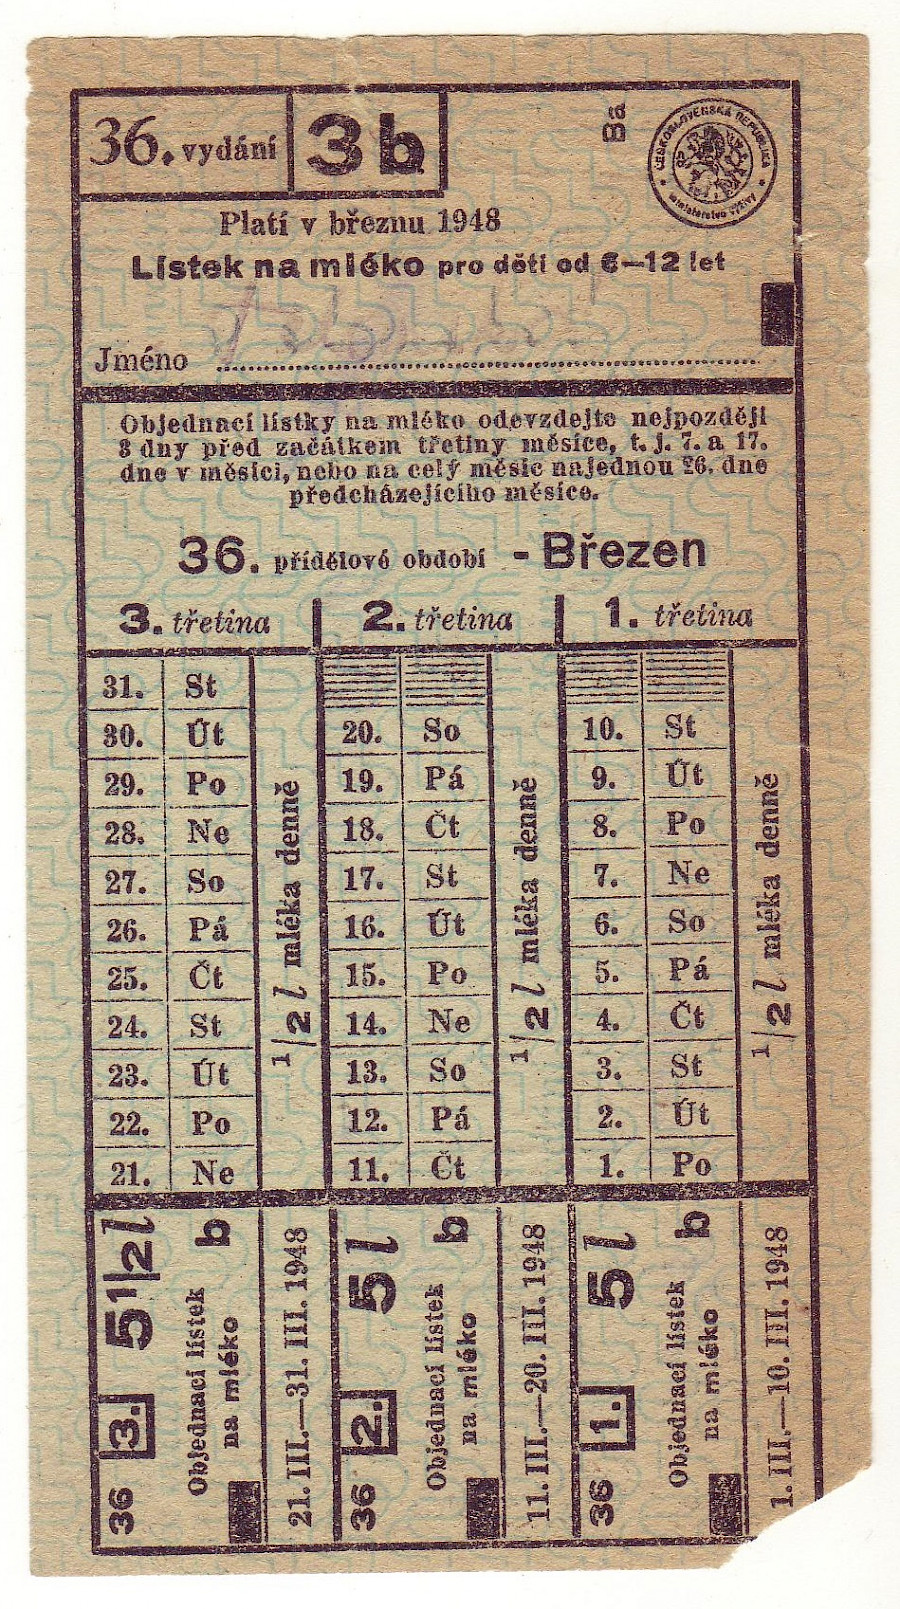 36. vydání
3b
Ba
ČESKOSLOVENSKÁ REPUBLIKA
ministerstvo výživy
Platí v březnu 1948
Lístek na mléko pro děti od 6—12 let
Jméno
Objednací lístky na mléko odevzdejte nejpozději
3 dny před začátkem třetiny měsíce, t. j. 7. a 17.
dne v měsíci, nebo na celý měsíc najednou 26. dne
předcházejícího měsíce.
36. přídělové období - Březen
3. třetina
2. třetina
1. třetina
31. St
30. Út
29. Po
28. Ne
27. So
26. Pá
25. Čt
24. St
23. Út
22. Po
21. Ne
1/2 l mléka denně
20. So
19. Pá
18. Čt
17. St
16. Út
15. Po
14. Ne
13. So
12. Pá
11. Čt
1/2 l mléka denně
10. St
9. Út
8. Po
7. Ne
6. So
5. Pá
4. Čt
3. St
2. Út
1. Po
1/2 l mléka denně
36 3. 5 1/2 l
b
Objednací lístek
na mléko
21. III.—31. III. 1948
36 2. 5 l
b
Objednací lístek
na mléko
11. III.—20. III. 1948
36 1. 5 l
b
Objednací lístek
na mléko
1. III.—10. III. 1948